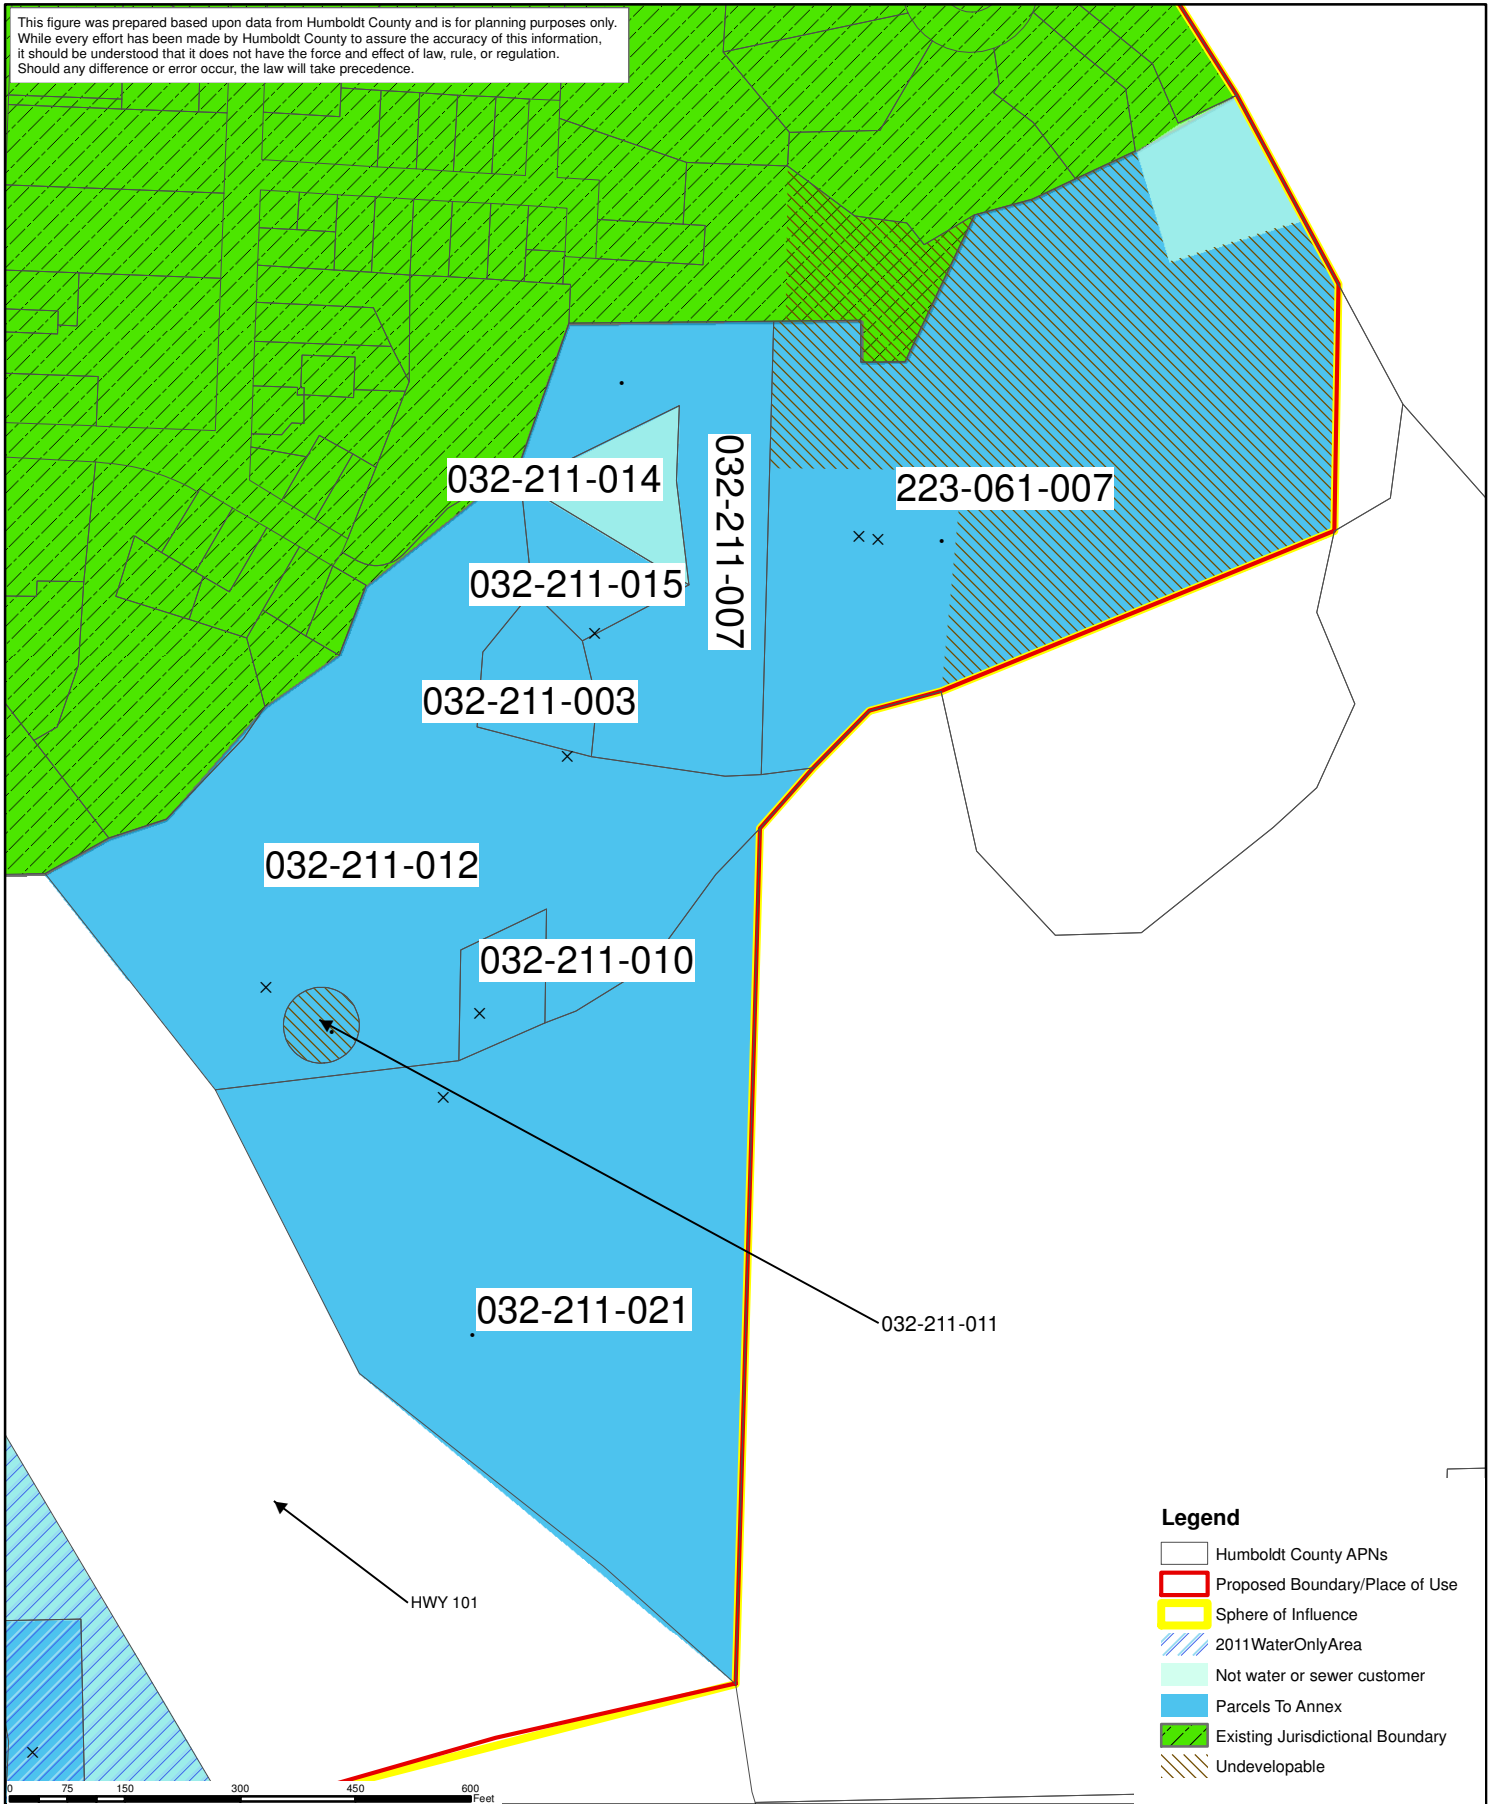 This figure was prepared based upon data from Humboldt County and is for planning purposes only.
While every effort has been made by Humboldt County to assure the accuracy of this information,
it should be understood that it does not have the force and effect of law, rule, or regulation.
Should any difference or error occur, the law will take precedence.
032-211-014
032-211-007
223-061-007
032-211-015
032-211-003
032-211-012
032-211-010
032-211-021
032-211-011
HWY 101
Legend
Humboldt County APNs
Proposed Boundary/Place of Use
Sphere of Influence
2011WaterOnlyArea
Not water or sewer customer
Parcels To Annex
Existing Jurisdictional Boundary
Undevelopable
0 75 150 300 450 600
Feet